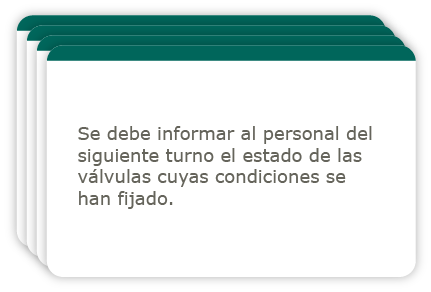 Se debe informar al personal del
siguiente turno el estado de las
válvulas cuyas condiciones se
han fijado.